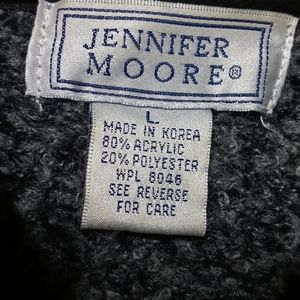 JENNIFER
MOORE®
L
MADE IN KOREA
80% ACRYLIC
20% POLYESTER
WPL 8046
SEE REVERSE
FOR CARE